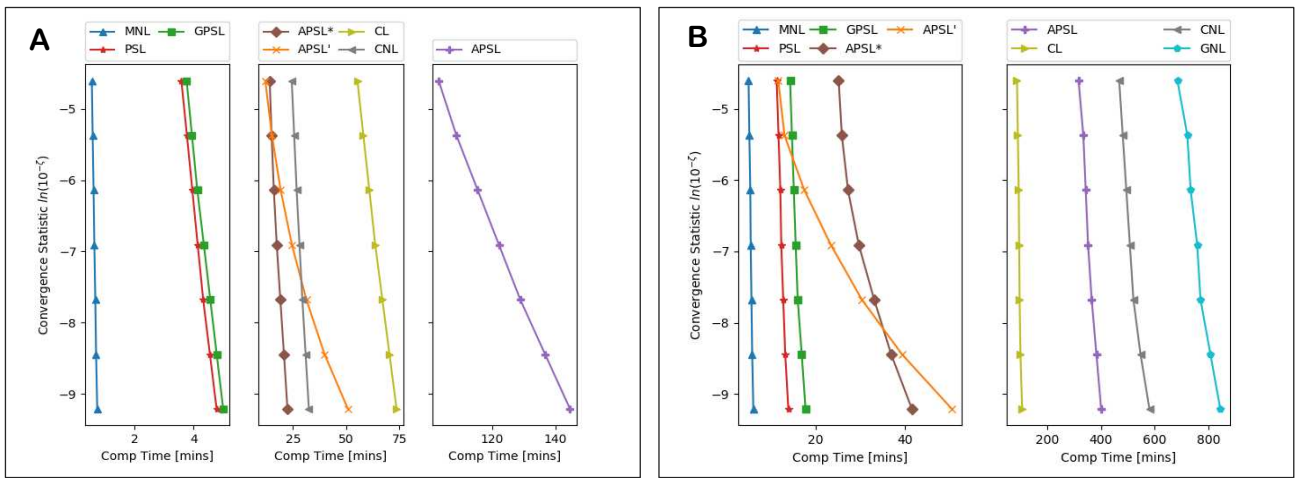 A
MNL GPSL
PSL
APSL* CL
APSL' CNL
APSL
Convergence Statistic ln(10^{-ζ})
−5
−6
−7
−8
−9
2 4
25 50 75
120 140
Comp Time [mins] Comp Time [mins] Comp Time [mins]
B
MNL GPSL APSL'
PSL APSL*
APSL CNL
CL GNL
Convergence Statistic ln(10^{-ζ})
−5
−6
−7
−8
−9
20 40
200 400 600 800
Comp Time [mins] Comp Time [mins]